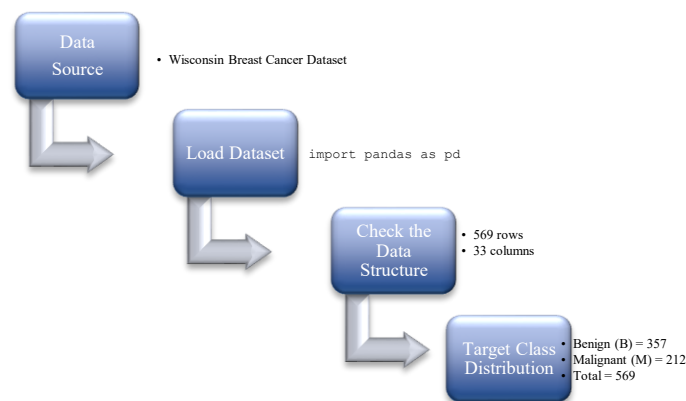 Data
Source
• Wisconsin Breast Cancer Dataset
Load Dataset
import pandas as pd
Check the
Data
Structure
• 569 rows
• 33 columns
Target Class
Distribution
• Benign (B) = 357
• Malignant (M) = 212
• Total = 569